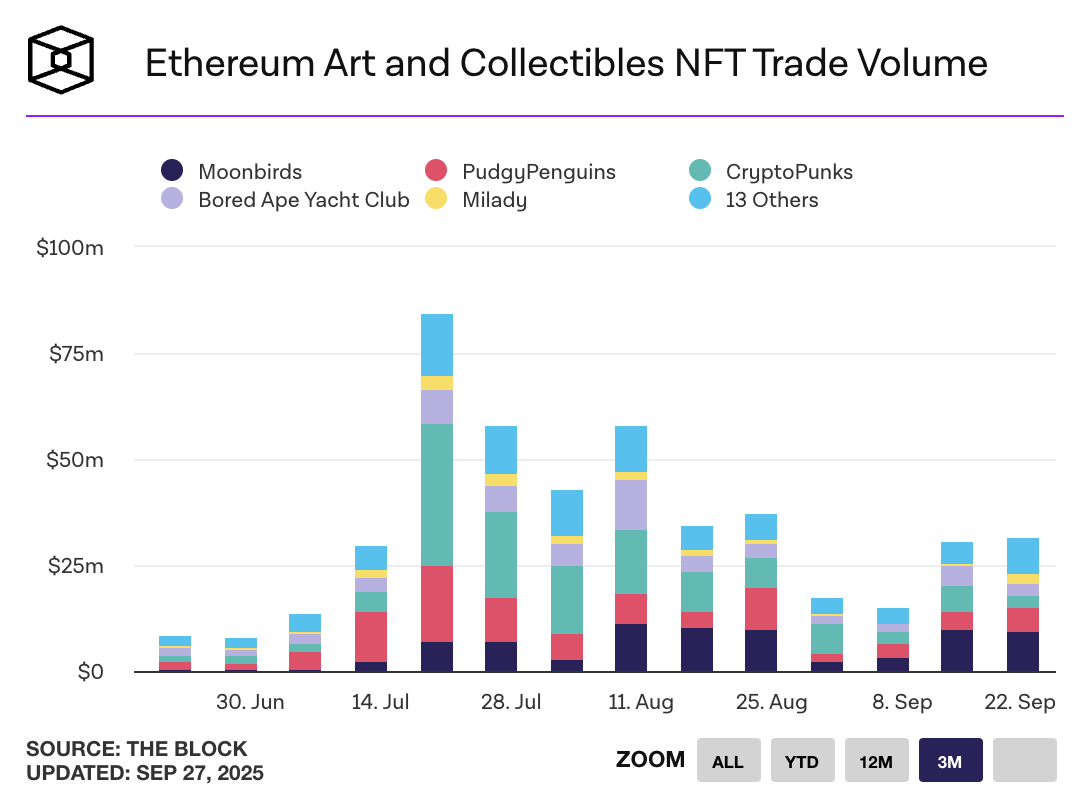 Ethereum Art and Collectibles NFT Trade Volume
Moonbirds PudgyPenguins CryptoPunks
Bored Ape Yacht Club Milady 13 Others
$100m
$75m
$50m
$25m
$0
30. Jun 14. Jul 28. Jul 11. Aug 25. Aug 8. Sep 22. Sep
SOURCE: THE BLOCK
UPDATED: SEP 27, 2025
ZOOM ALL YTD 12M 3M